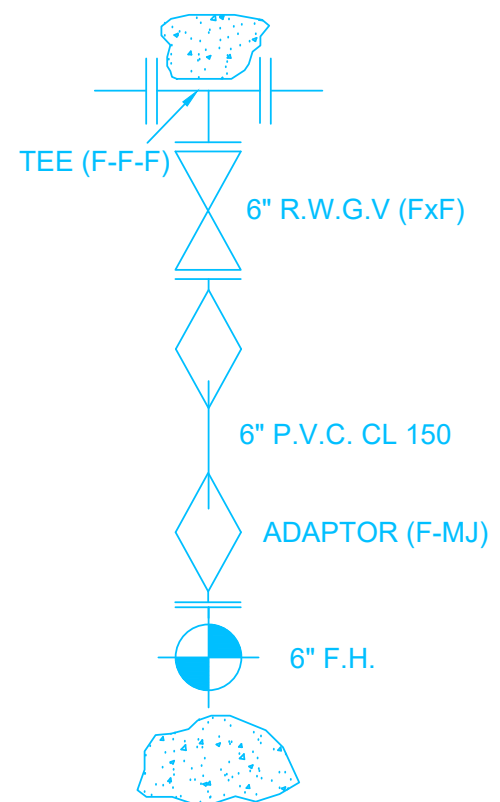 TEE (F-F-F)
6" R.W.G.V (FxF)
6" P.V.C. CL 150
ADAPTOR (F-MJ)
6" F.H.